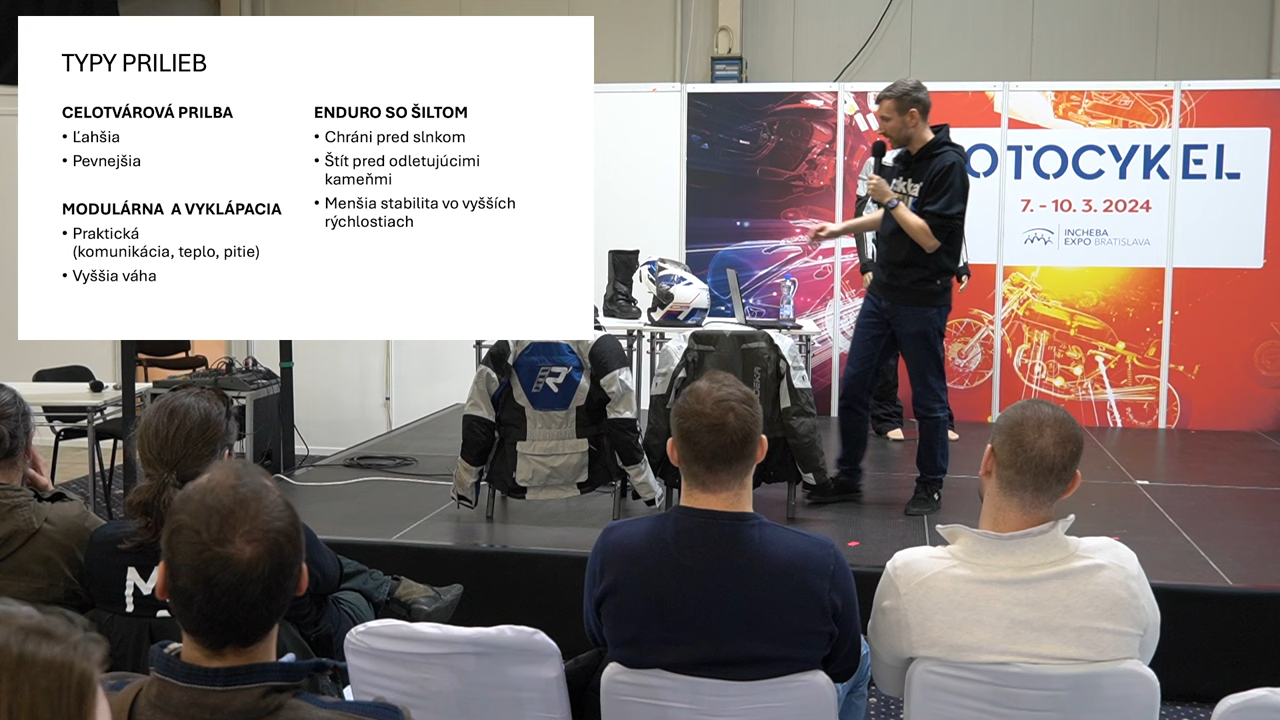 TYPY PRILIEB
CELOTVÁROVÁ PRILBA
• Ľahšia
• Pevnejšia
MODULÁRNA A VYKLÁPACIA
• Praktická
(komunikácia, teplo, pitie)
• Vyššia váha
ENDURO SO ŠILTOM
• Chráni pred slnkom
• Štít pred odletujúcimi
kameňmi
• Menšia stabilita vo vyšších
rýchlostiach
OTOCYKEL
7. - 10. 3. 2024
INCHEBA
EXPO BRATISLAVA
R
M